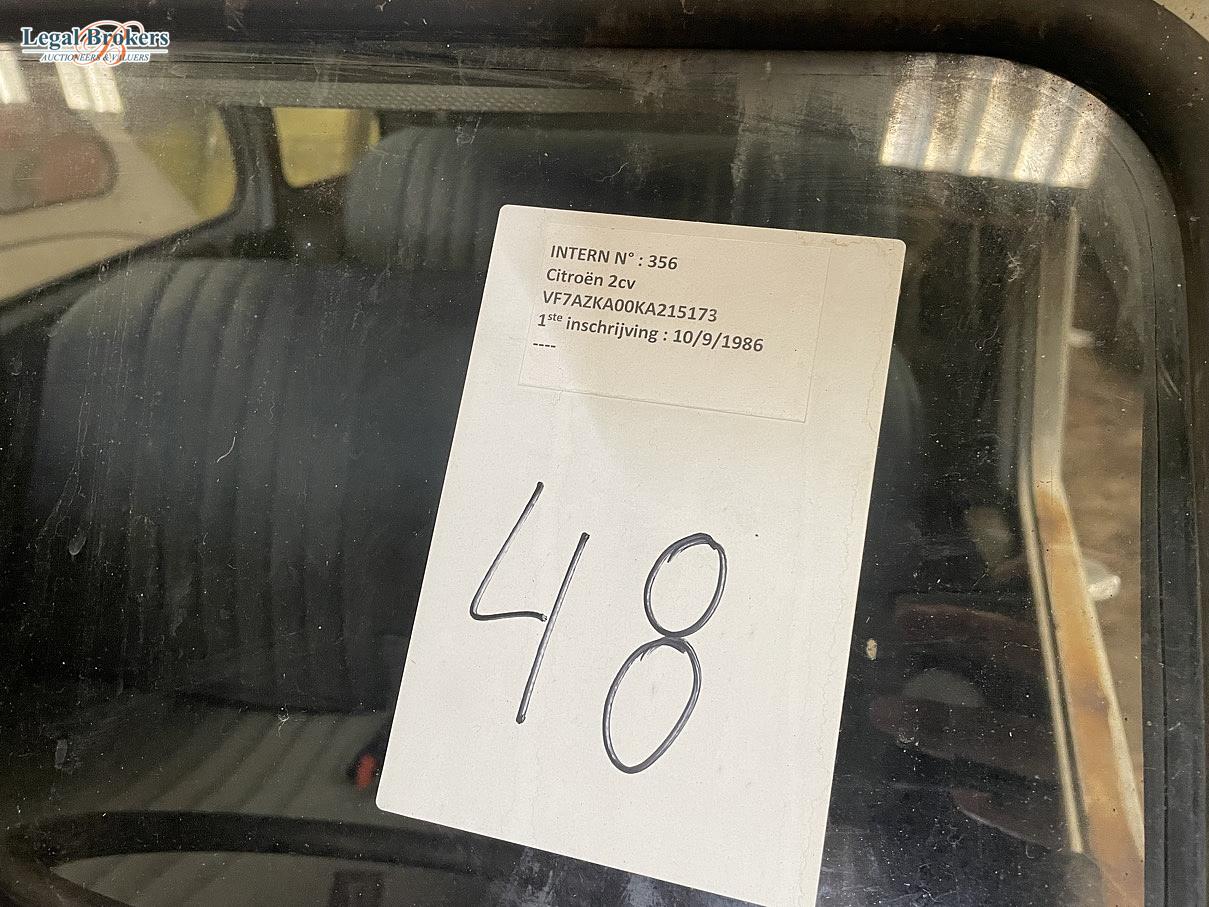 Legal Brokers
AUCTIONEERS & VALUERS
INTERN N° : 356
Citroën 2cv
VF7AZKA00KA215173
1ste inschrijving : 10/9/1986
----
48